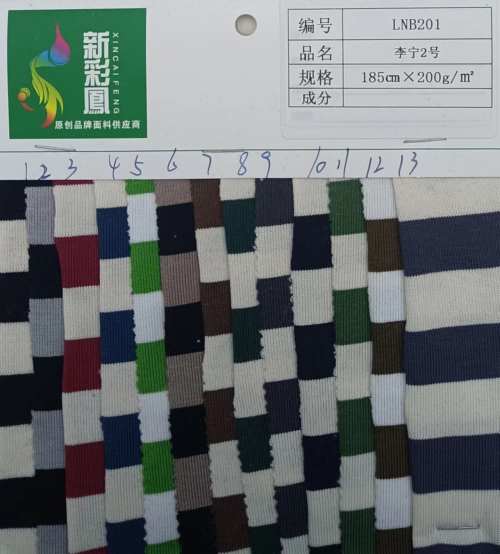 新彩鳳
XINCAIFENG
原创品牌面料供应商
编号 LNB201
品名 李宁2号
规格 185cm×200g/㎡
成分
1 2 3 4 5 6 7 8 9 10 11 12 13